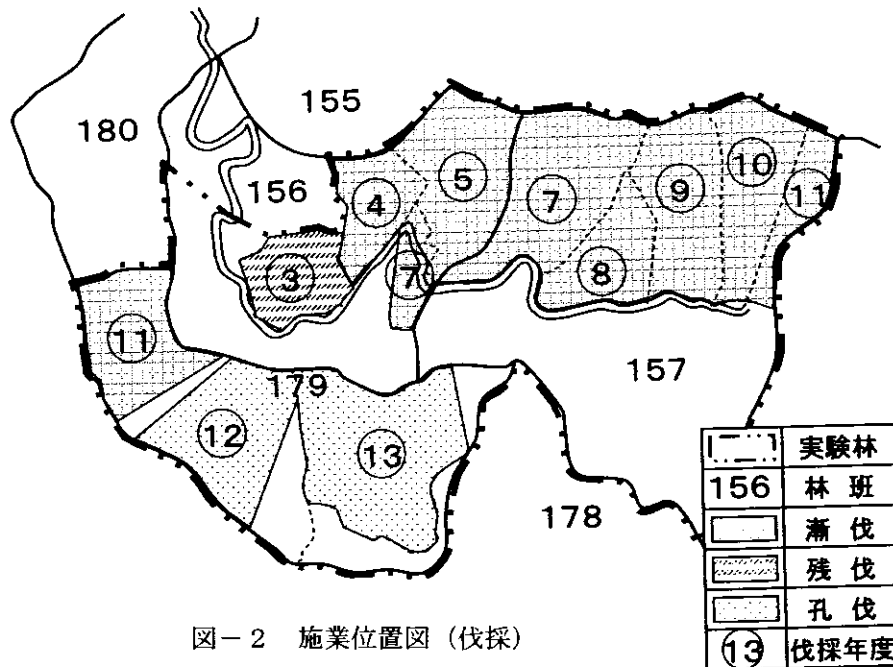 155
180
156
④
⑤
⑦
⑨
⑩
⑪
③
⑦
⑧
⑪
179
157
⑫
⑬
178
実験林
156 林班
漸伐
残伐
孔伐
⑬ 伐採年度
図－2 施業位置図（伐採）